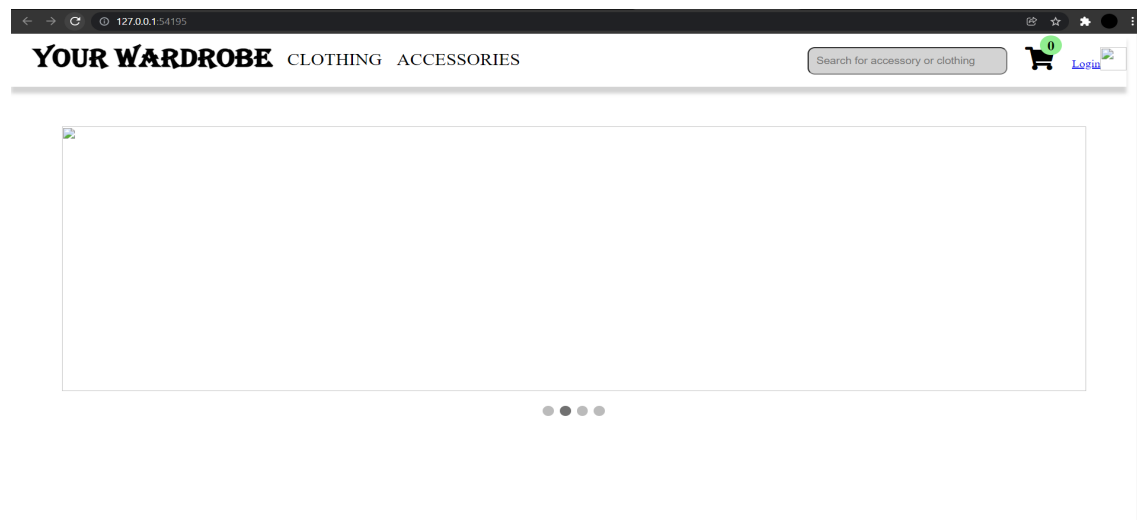 127.0.0.1:54195
YOUR WARDROBE CLOTHING ACCESSORIES Search for accessory or clothing 0 Login